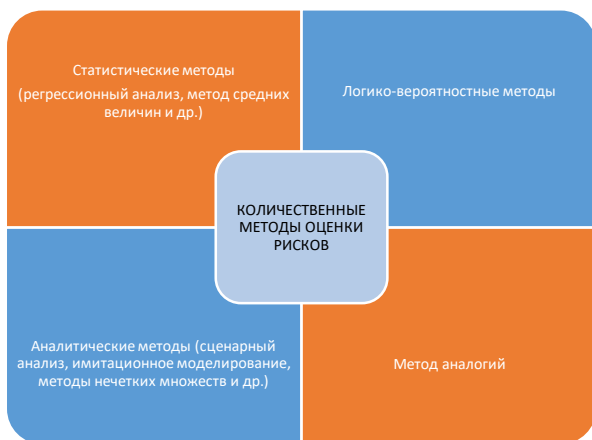 Статистические методы
(регрессионный анализ, метод средних
величин и др.)
Логико-вероятностные методы
КОЛИЧЕСТВЕННЫЕ
МЕТОДЫ ОЦЕНКИ
РИСКОВ
Аналитические методы (сценарный
анализ, имитационное моделирование,
методы нечетких множеств и др.)
Метод аналогий